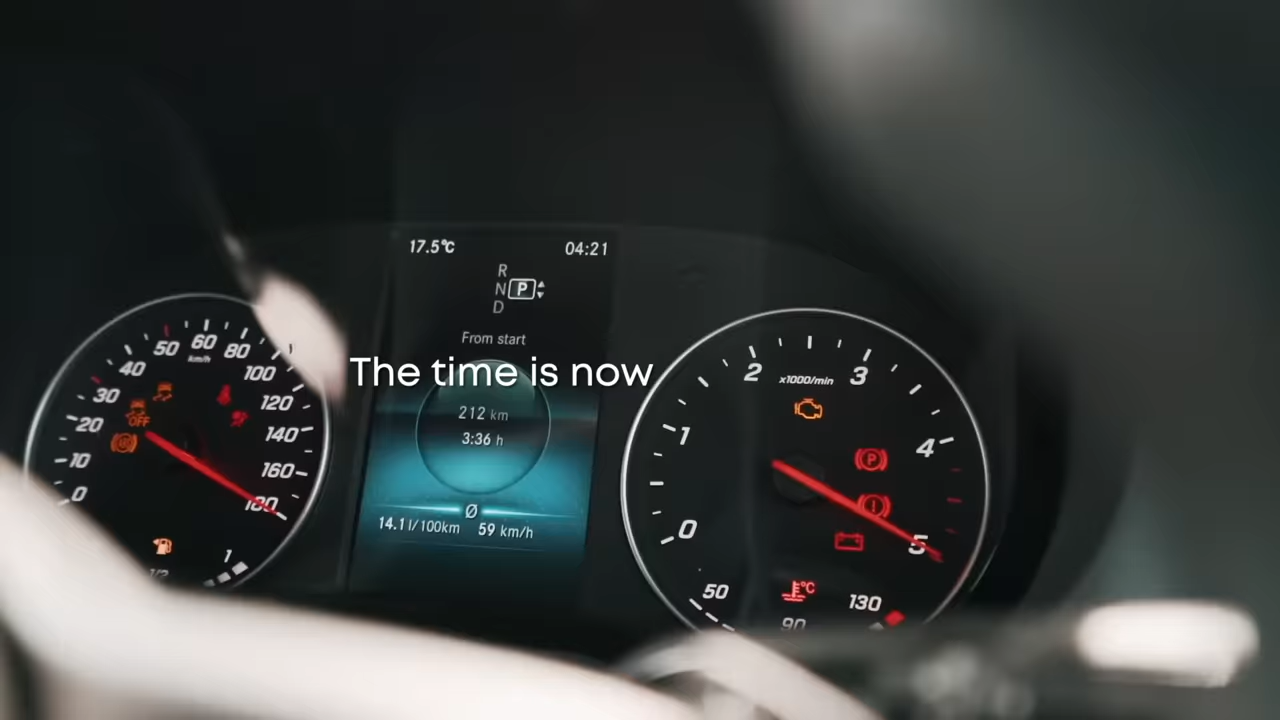 17.5°C 04:21
R
N P
D
From start
The time is now
212 km
3:36 h
Ø
14.1 l/100km 59 km/h
0
10
20
30
40
50
60
80
100
120
140
160
180
km/h
OFF
1/2
1
0
1
2
3
4
5
x1000/min
P
°C
50
90
130